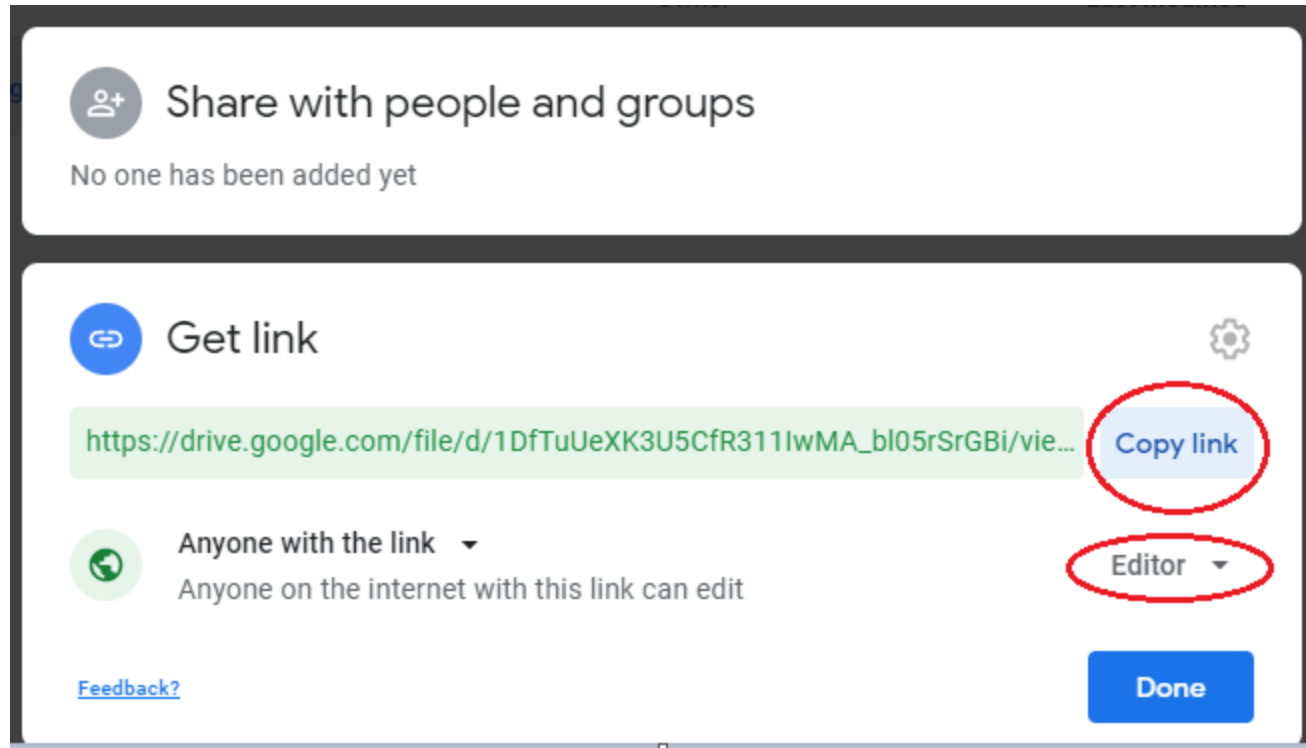 Share with people and groups
No one has been added yet
Get link
https://drive.google.com/file/d/1DfTuUeXK3U5CfR311IwMA_bl05rSrGBi/vie...
Copy link
Anyone with the link
Editor
Anyone on the internet with this link can edit
Feedback?
Done